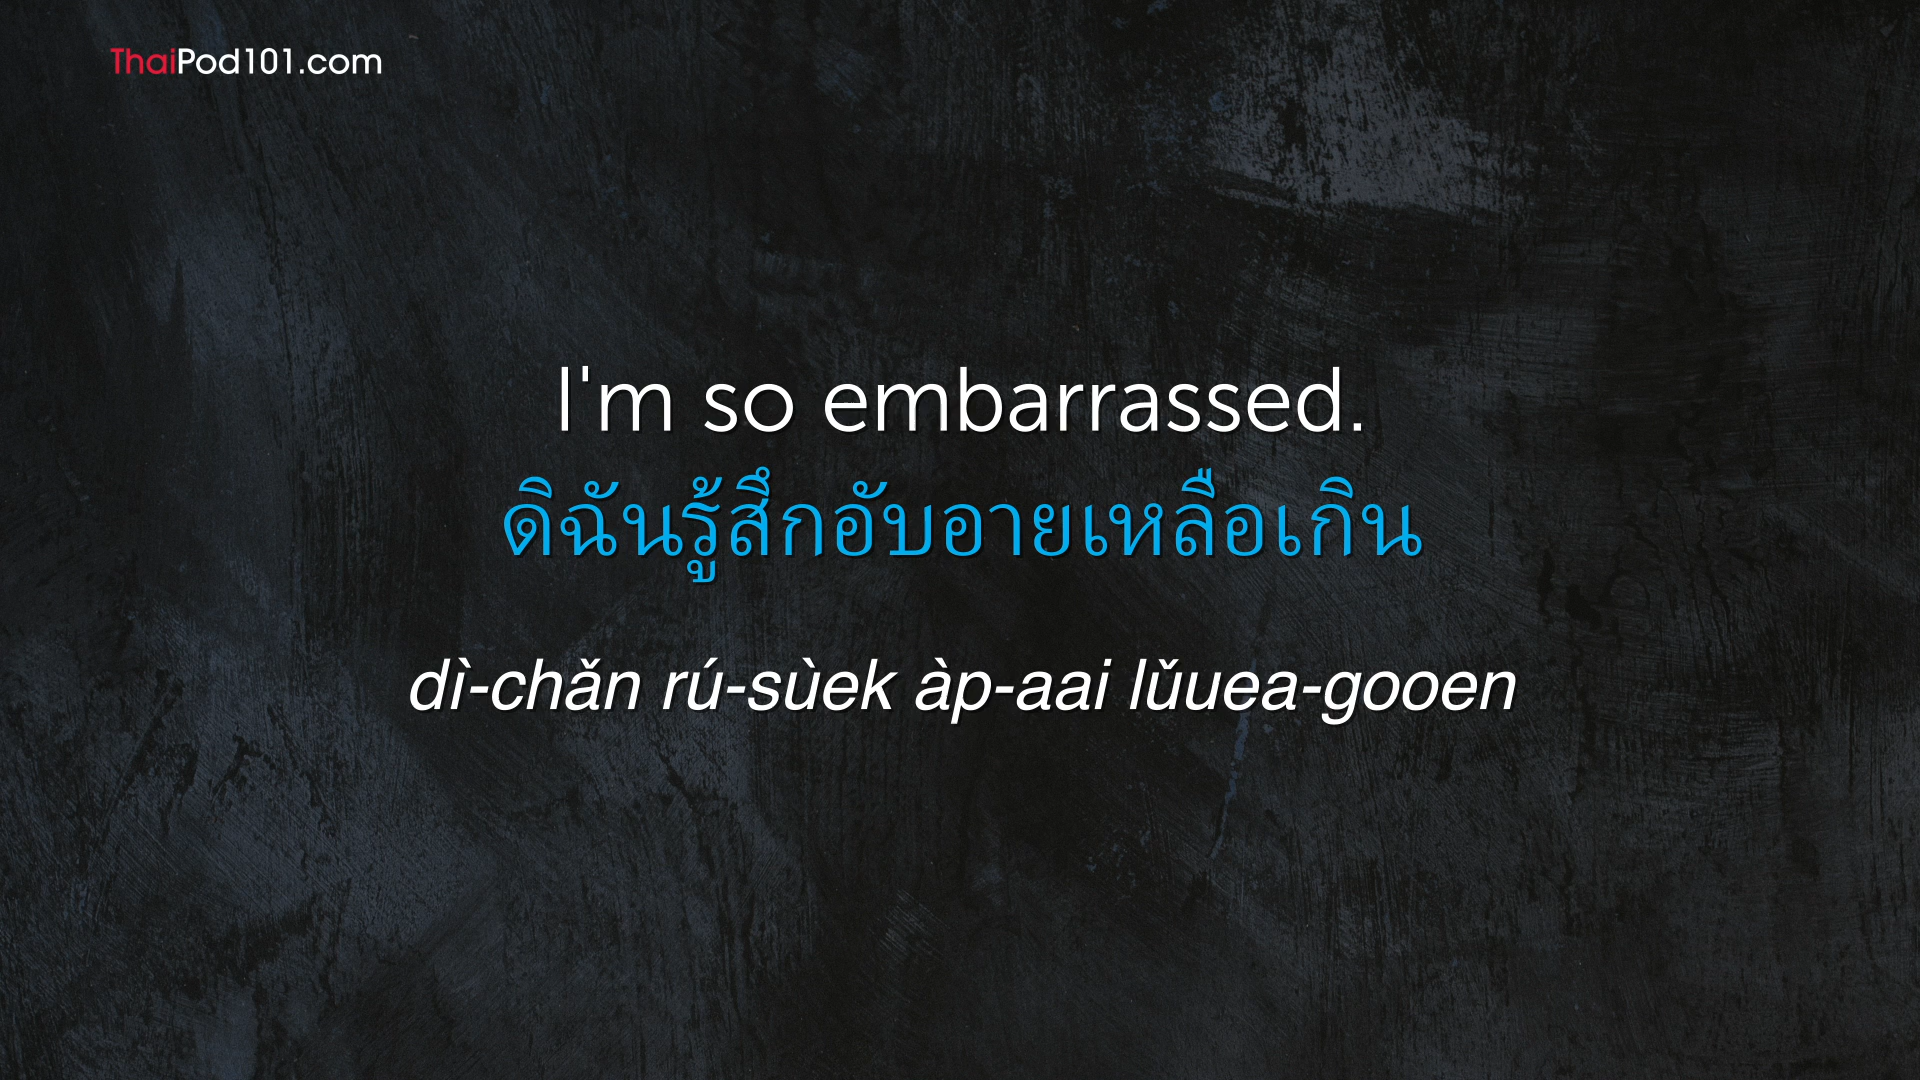 ThaiPod101.com
I'm so embarrassed.
ดิฉันรู้สึกอับอายเหลือเกิน
dì-chǎn rú-sùek àp-aai lǔuea-gooen